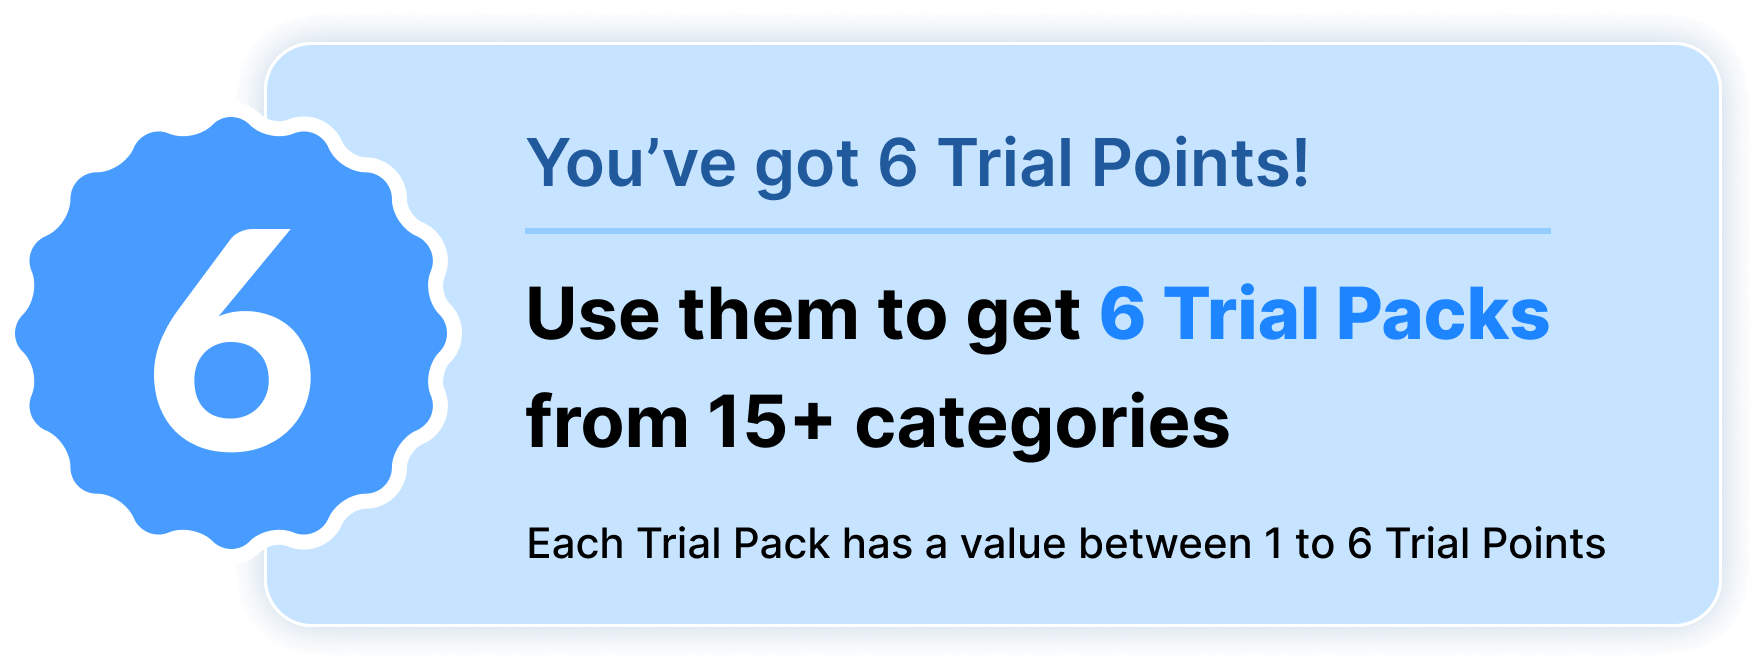 6
You’ve got 6 Trial Points!
Use them to get 6 Trial Packs
from 15+ categories
Each Trial Pack has a value between 1 to 6 Trial Points